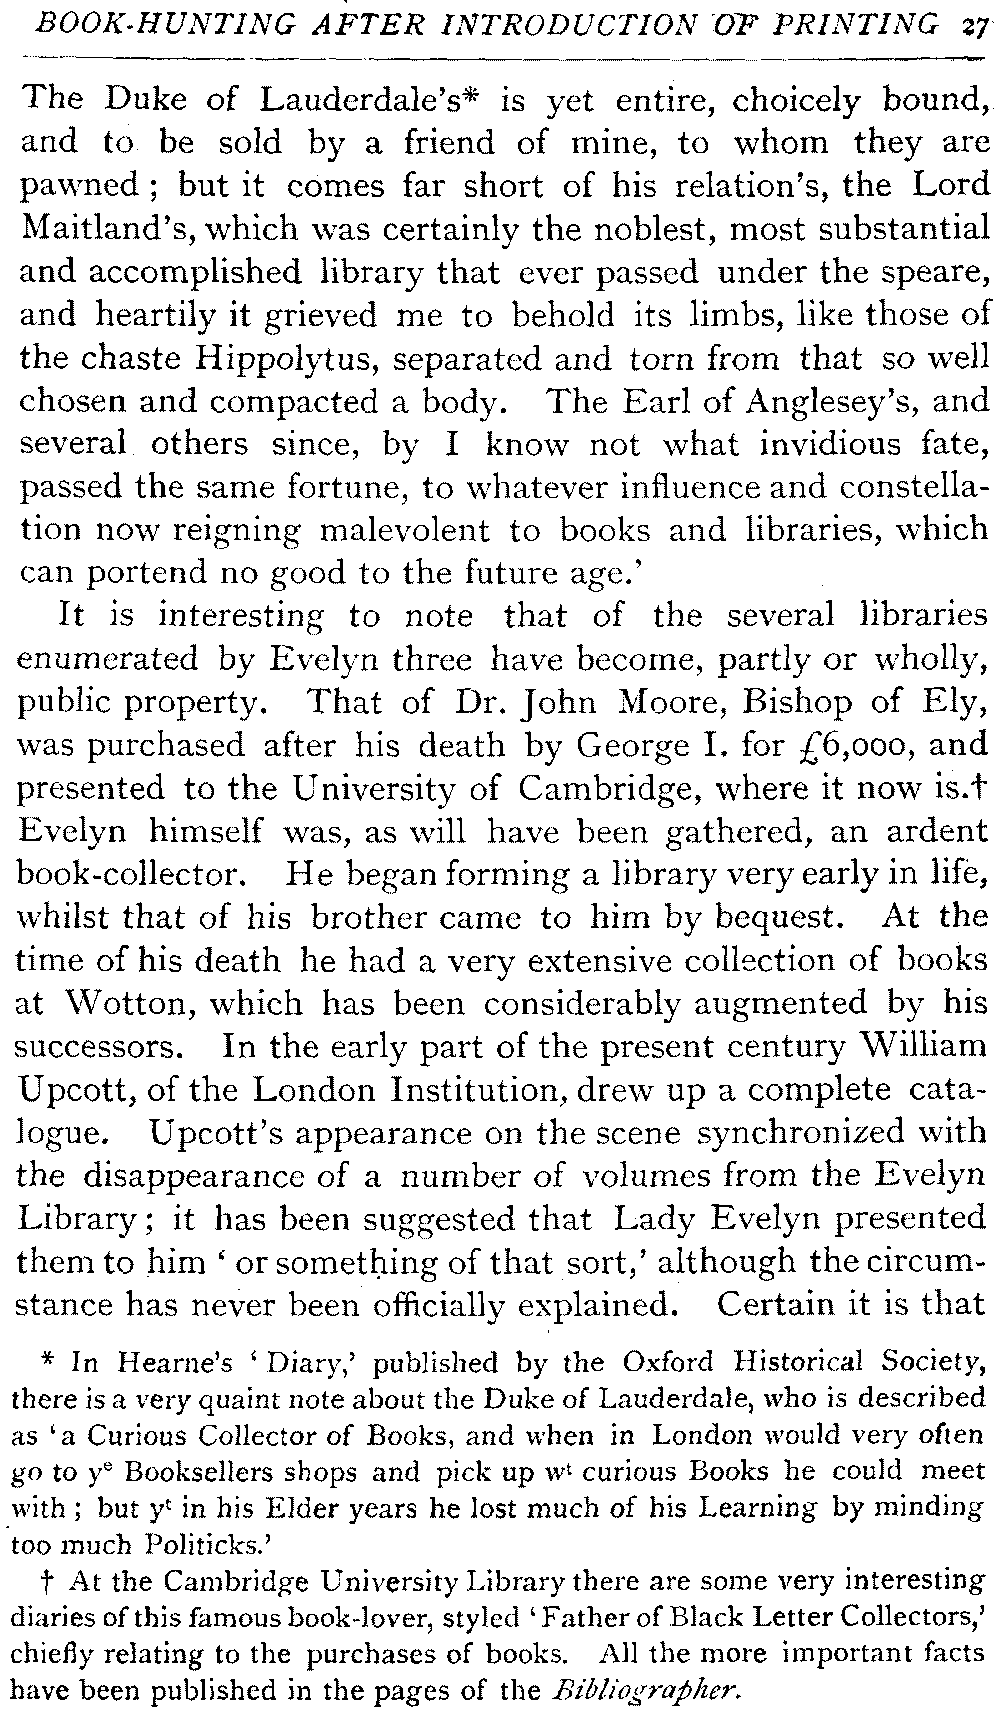 BOOK-HUNTING AFTER INTRODUCTION OF PRINTING 27
The Duke of Lauderdale's* is yet entire, choicely bound,
and to be sold by a friend of mine, to whom they are
pawned ; but it comes far short of his relation's, the Lord
Maitland's, which was certainly the noblest, most substantial
and accomplished library that ever passed under the speare,
and heartily it grieved me to behold its limbs, like those of
the chaste Hippolytus, separated and torn from that so well
chosen and compacted a body. The Earl of Anglesey's, and
several others since, by I know not what invidious fate,
passed the same fortune, to whatever influence and constella-
tion now reigning malevolent to books and libraries, which
can portend no good to the future age.'
It is interesting to note that of the several libraries
enumerated by Evelyn three have become, partly or wholly,
public property. That of Dr. John Moore, Bishop of Ely,
was purchased after his death by George I. for £6,000, and
presented to the University of Cambridge, where it now is.†
Evelyn himself was, as will have been gathered, an ardent
book-collector. He began forming a library very early in life,
whilst that of his brother came to him by bequest. At the
time of his death he had a very extensive collection of books
at Wotton, which has been considerably augmented by his
successors. In the early part of the present century William
Upcott, of the London Institution, drew up a complete cata-
logue. Upcott's appearance on the scene synchronized with
the disappearance of a number of volumes from the Evelyn
Library ; it has been suggested that Lady Evelyn presented
them to him ' or something of that sort,' although the circum-
stance has never been officially explained. Certain it is that
* In Hearne's ' Diary,' published by the Oxford Historical Society,
there is a very quaint note about the Duke of Lauderdale, who is described
as ' a Curious Collector of Books, and when in London would very often
go to yᵉ Booksellers shops and pick up wᵗ curious Books he could meet
with ; but yᵗ in his Elder years he lost much of his Learning by minding
too much Politicks.'
† At the Cambridge University Library there are some very interesting
diaries of this famous book-lover, styled ' Father of Black Letter Collectors,'
chiefly relating to the purchases of books. All the more important facts
have been published in the pages of the Bibliographer.